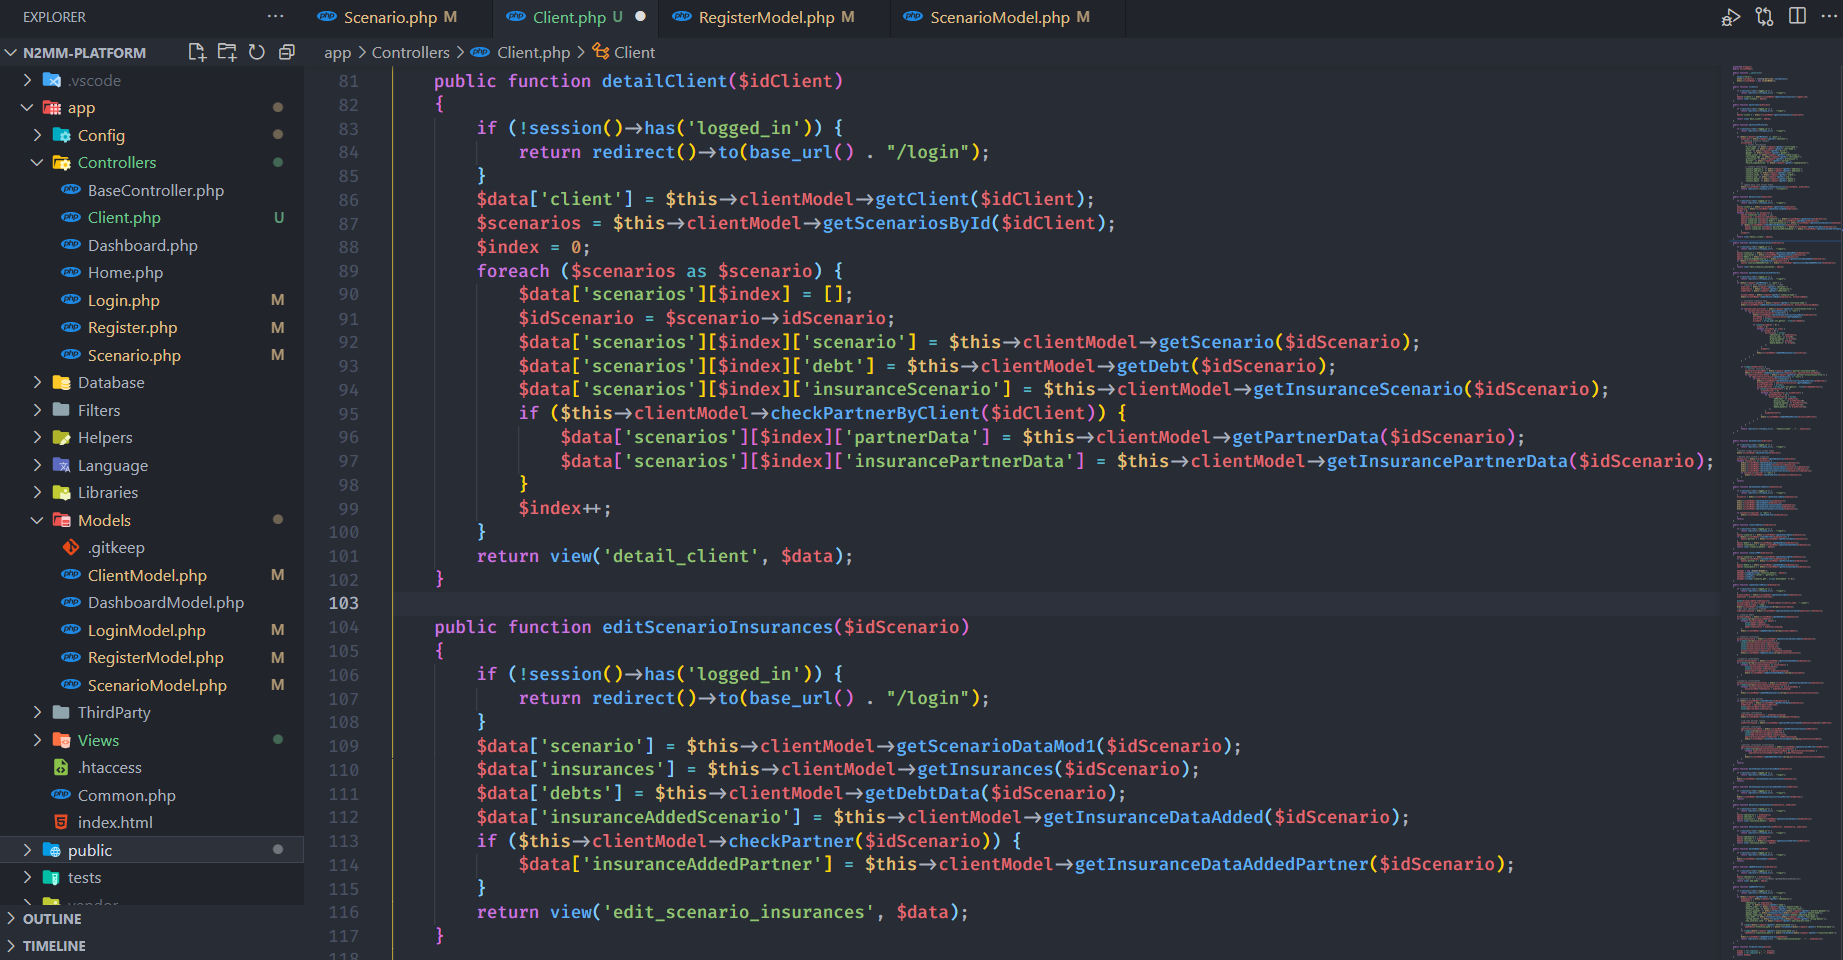 EXPLORER ···
Scenario.php M
Client.php U
RegisterModel.php M
ScenarioModel.php M
N2MM-PLATFORM
app > Controllers > Client.php > Client
.vscode
app
Config
Controllers
BaseController.php
Client.php U
Dashboard.php
Home.php
Login.php M
Register.php M
Scenario.php M
Database
Filters
Helpers
Language
Libraries
Models
.gitkeep
ClientModel.php M
DashboardModel.php
LoginModel.php M
RegisterModel.php M
ScenarioModel.php M
ThirdParty
Views
.htaccess
Common.php
index.html
public
tests
vendor
OUTLINE
TIMELINE
81 public function detailClient($idClient)
82 {
83 if (!session()->has('logged_in')) {
84 return redirect()->to(base_url() . "/login");
85 }
86 $data['client'] = $this->clientModel->getClient($idClient);
87 $scenarios = $this->clientModel->getScenariosById($idClient);
88 $index = 0;
89 foreach ($scenarios as $scenario) {
90 $data['scenarios'][$index] = [];
91 $idScenario = $scenario->idScenario;
92 $data['scenarios'][$index]['scenario'] = $this->clientModel->getScenario($idScenario);
93 $data['scenarios'][$index]['debt'] = $this->clientModel->getDebt($idScenario);
94 $data['scenarios'][$index]['insuranceScenario'] = $this->clientModel->getInsuranceScenario($idScenario);
95 if ($this->clientModel->checkPartnerByClient($idClient)) {
96 $data['scenarios'][$index]['partnerData'] = $this->clientModel->getPartnerData($idScenario);
97 $data['scenarios'][$index]['insurancePartnerData'] = $this->clientModel->getInsurancePartnerData($idScenario);
98 }
99 $index++;
100 }
101 return view('detail_client', $data);
102 }
103
104 public function editScenarioInsurances($idScenario)
105 {
106 if (!session()->has('logged_in')) {
107 return redirect()->to(base_url() . "/login");
108 }
109 $data['scenario'] = $this->clientModel->getScenarioDataMod1($idScenario);
110 $data['insurances'] = $this->clientModel->getInsurances($idScenario);
111 $data['debts'] = $this->clientModel->getDebtData($idScenario);
112 $data['insuranceAddedScenario'] = $this->clientModel->getInsuranceDataAdded($idScenario);
113 if ($this->clientModel->checkPartner($idScenario)) {
114 $data['insuranceAddedPartner'] = $this->clientModel->getInsuranceDataAddedPartner($idScenario);
115 }
116 return view('edit_scenario_insurances', $data);
117 }
118